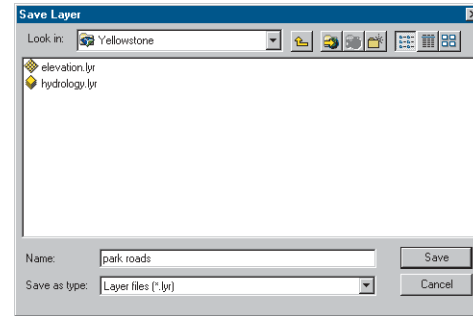 Save Layer
Look in: Yellowstone
elevation.lyr
hydrology.lyr
Name: park roads Save
Save as type: Layer files (*.lyr) Cancel